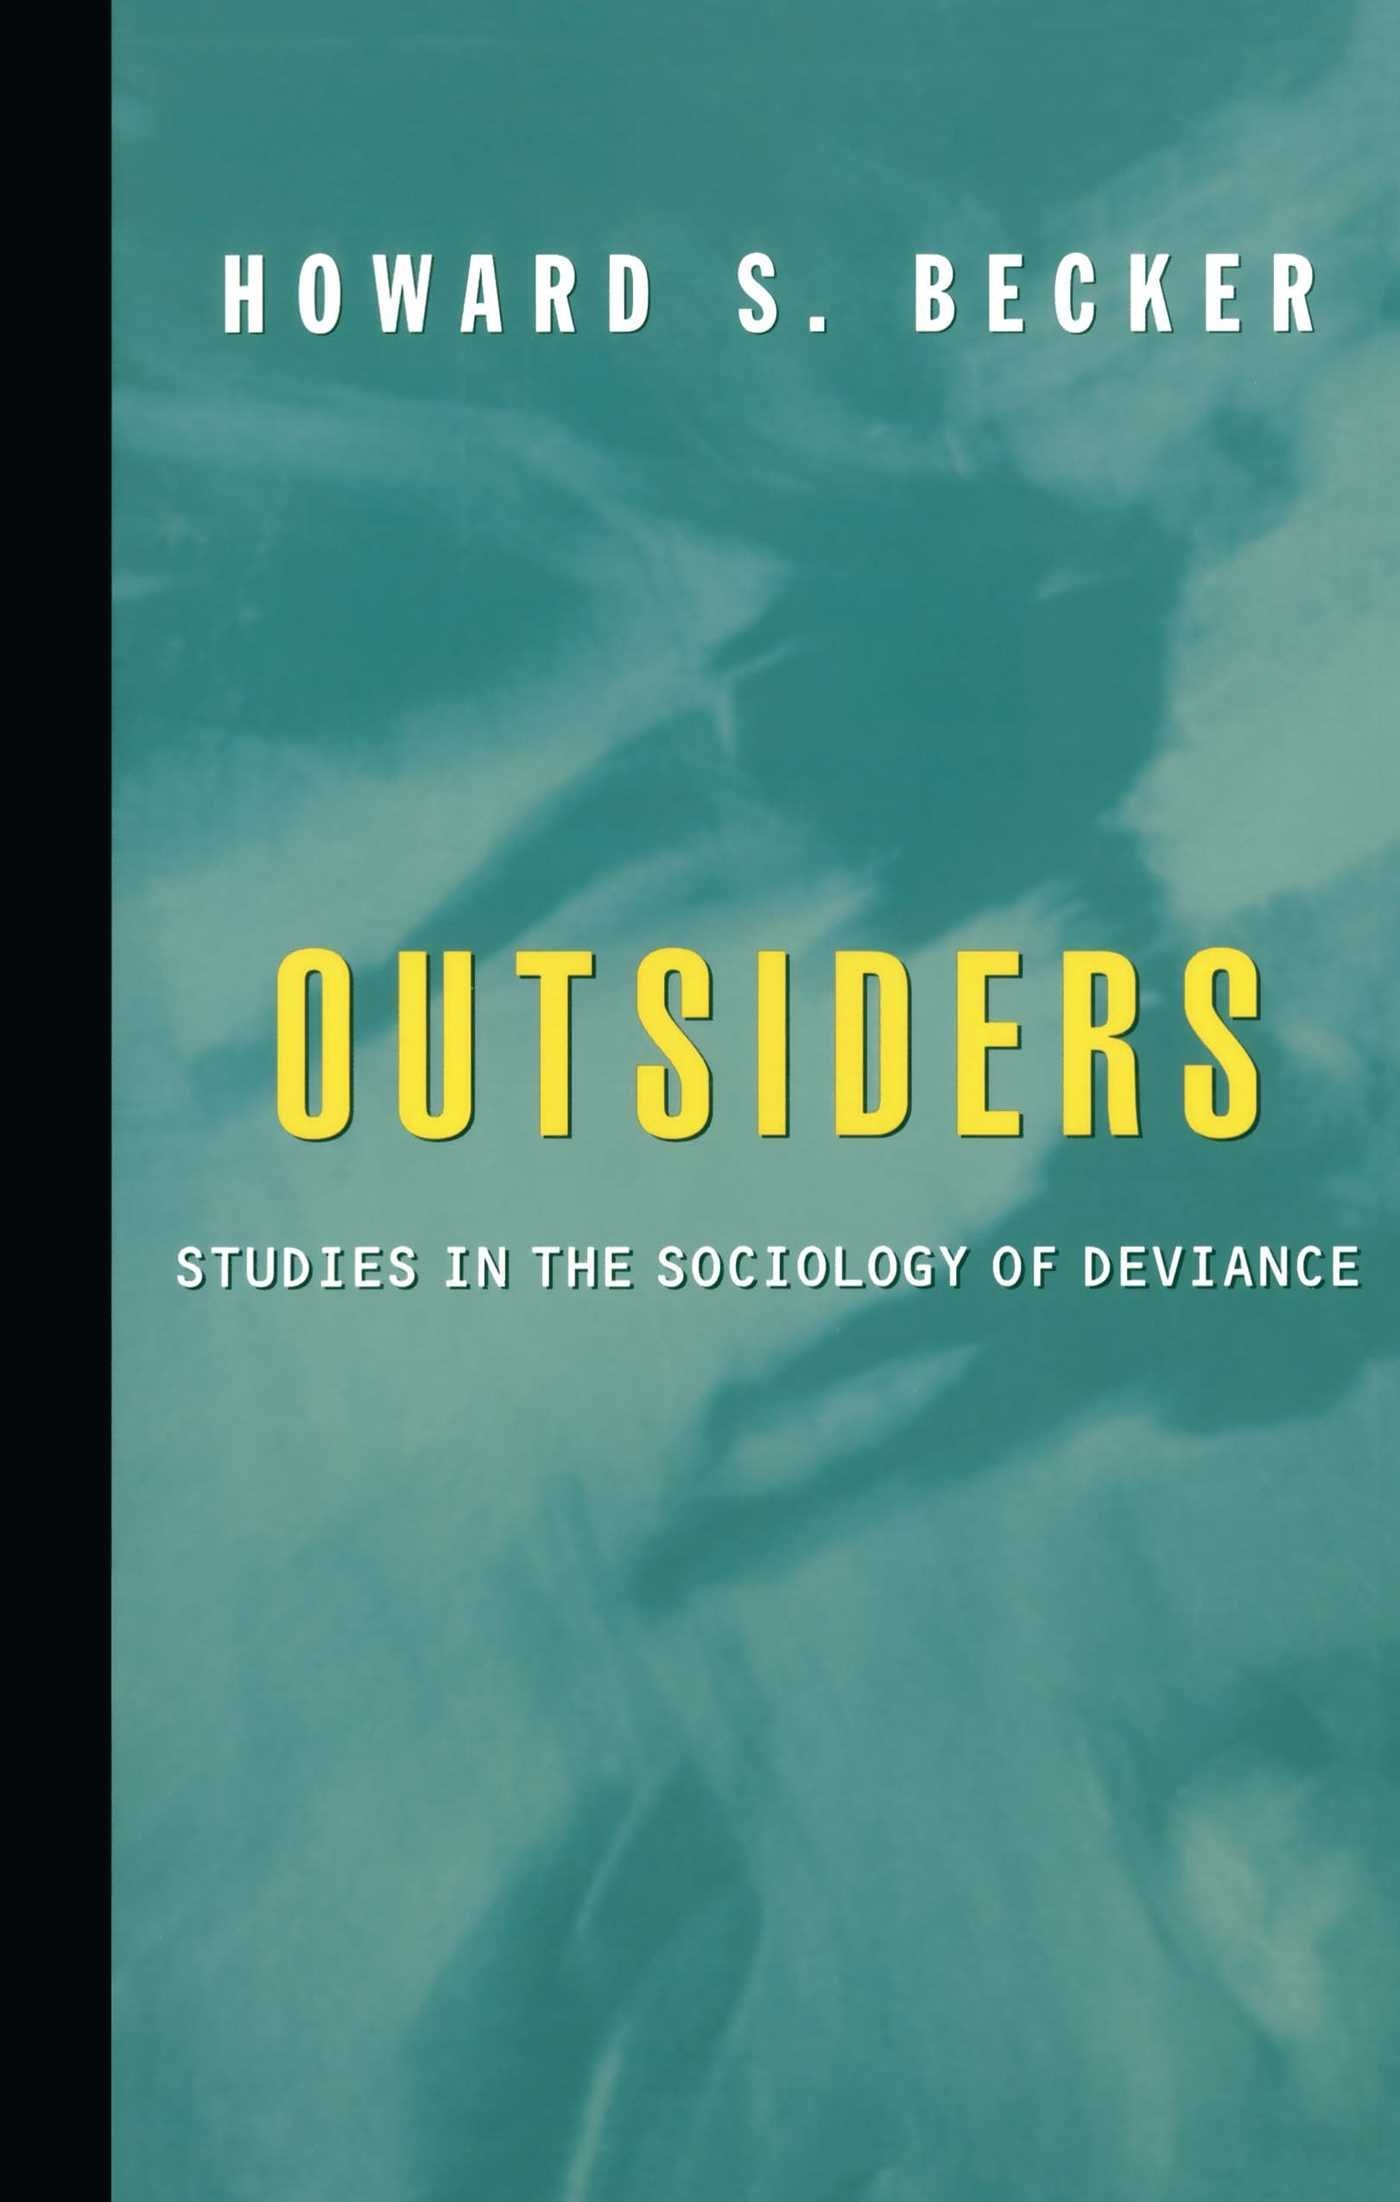 HOWARD S. BECKER
OUTSIDERS
STUDIES IN THE SOCIOLOGY OF DEVIANCE